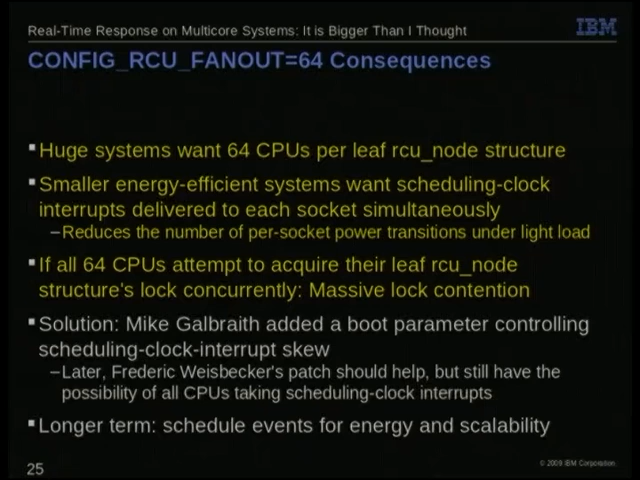 Real-Time Response on Multicore Systems: It is Bigger Than I Thought
IBM
CONFIG_RCU_FANOUT=64 Consequences
Huge systems want 64 CPUs per leaf rcu_node structure
Smaller energy-efficient systems want scheduling-clock
interrupts delivered to each socket simultaneously
–Reduces the number of per-socket power transitions under light load
If all 64 CPUs attempt to acquire their leaf rcu_node
structure's lock concurrently: Massive lock contention
Solution: Mike Galbraith added a boot parameter controlling
scheduling-clock-interrupt skew
–Later, Frederic Weisbecker's patch should help, but still have the
possibility of all CPUs taking scheduling-clock interrupts
Longer term: schedule events for energy and scalability
25
© 2009 IBM Corporation